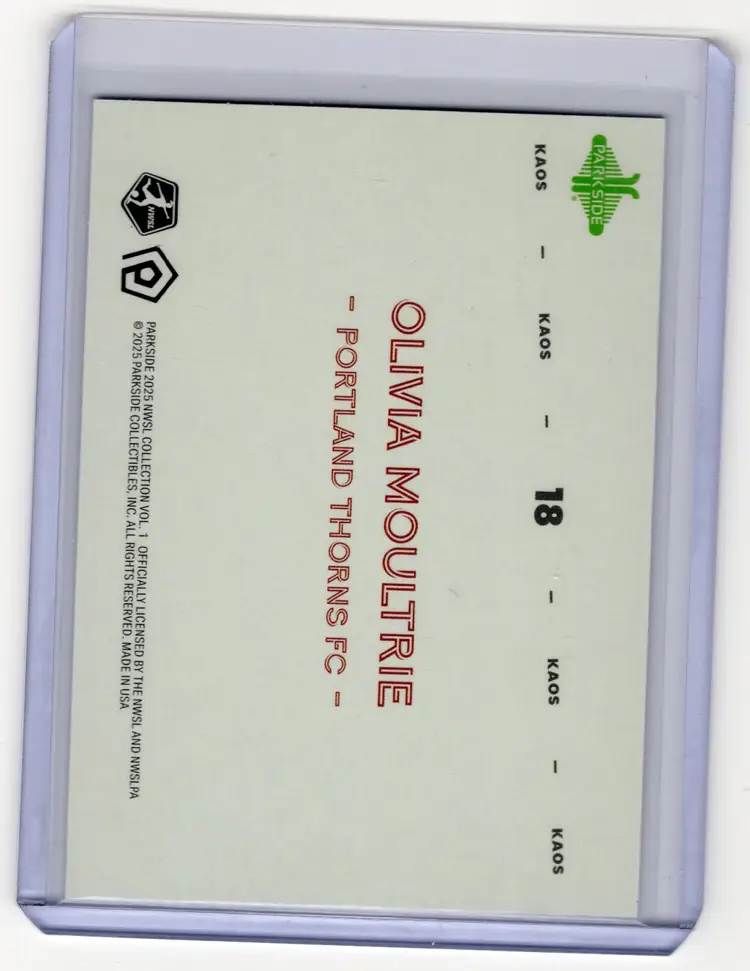 PARKSIDE
KAOS - KAOS - 18 - KAOS - KAOS
OLIVIA MOULTRIE
- PORTLAND THORNS FC -
NWSL
PARKSIDE 2025 NWSL COLLECTION VOL. 1 OFFICIALLY LICENSED BY THE NWSL AND NWSLPA
© 2025 PARKSIDE COLLECTIBLES, INC. ALL RIGHTS RESERVED. MADE IN USA